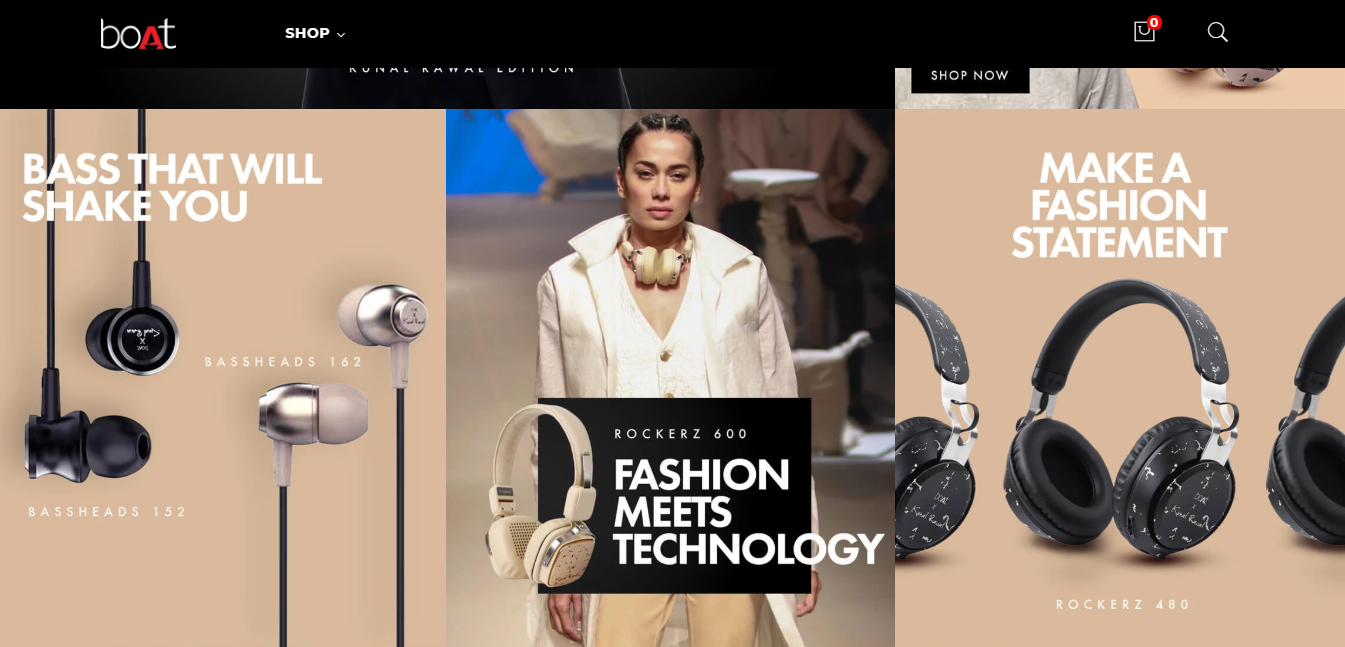 boAt
SHOP
0
KUNAL RAWAL EDITION
SHOP NOW
BASS THAT WILL
SHAKE YOU
BASSHEADS 162
BASSHEADS 152
ROCKERZ 600
FASHION
MEETS
TECHNOLOGY
MAKE A
FASHION
STATEMENT
ROCKERZ 480